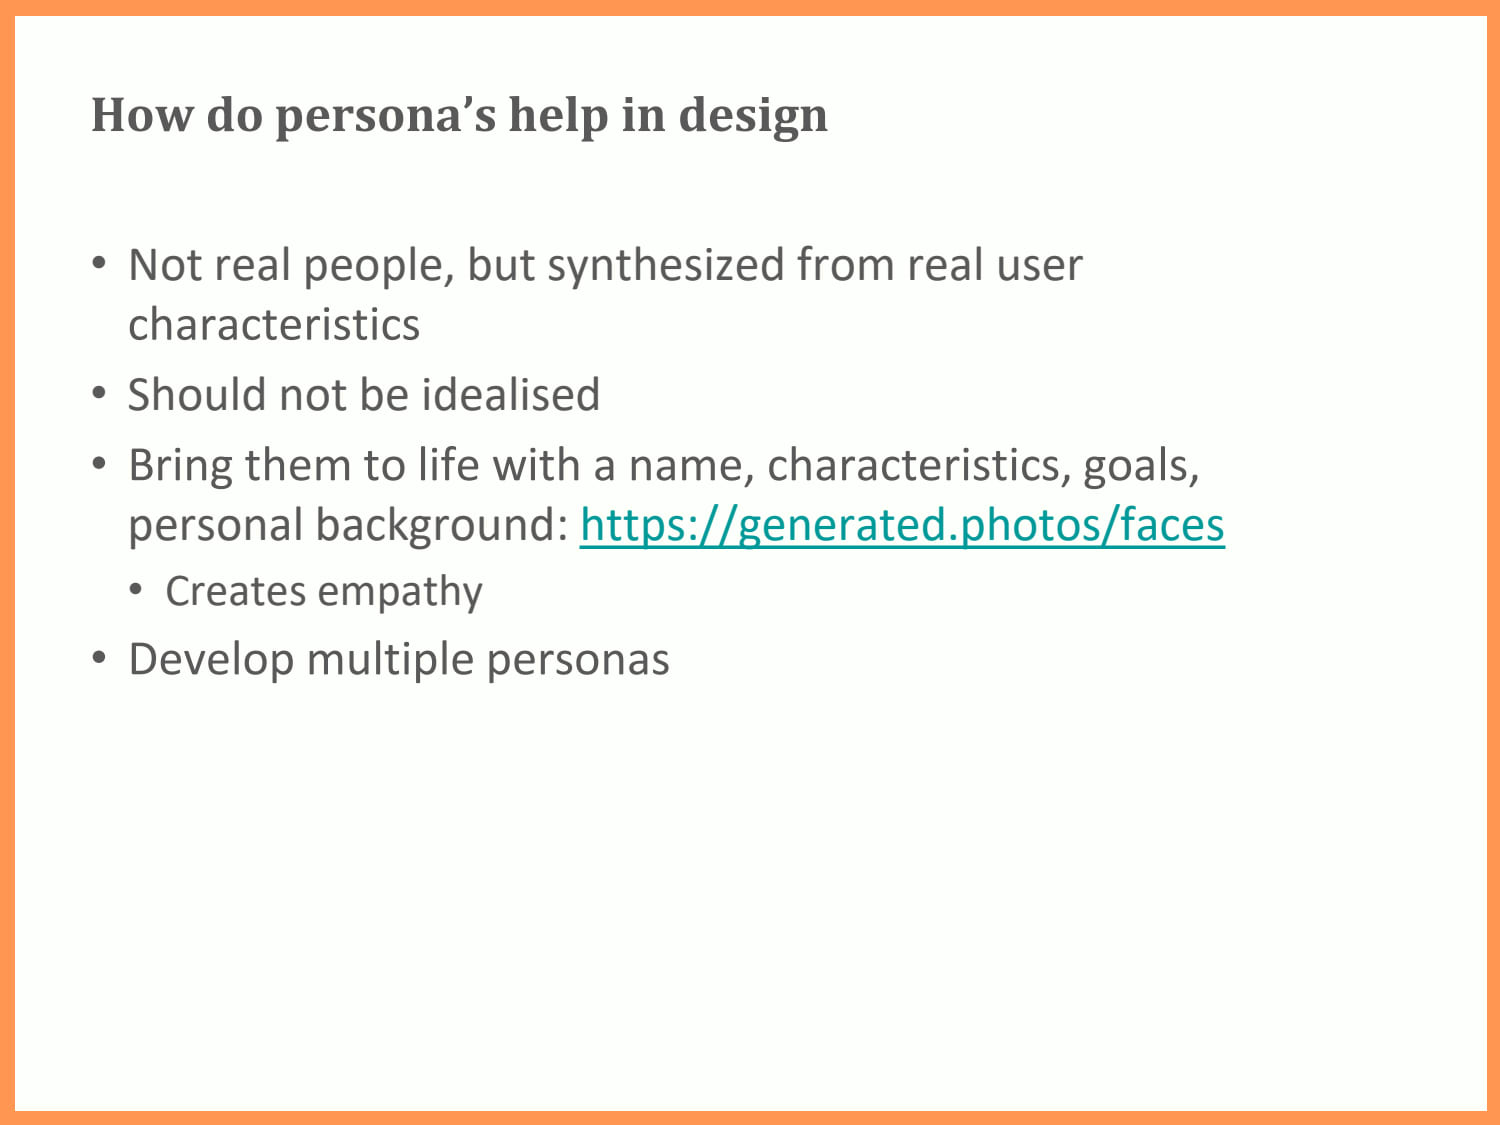 How do persona’s help in design
• Not real people, but synthesized from real user
characteristics
• Should not be idealised
• Bring them to life with a name, characteristics, goals,
personal background: https://generated.photos/faces
• Creates empathy
• Develop multiple personas